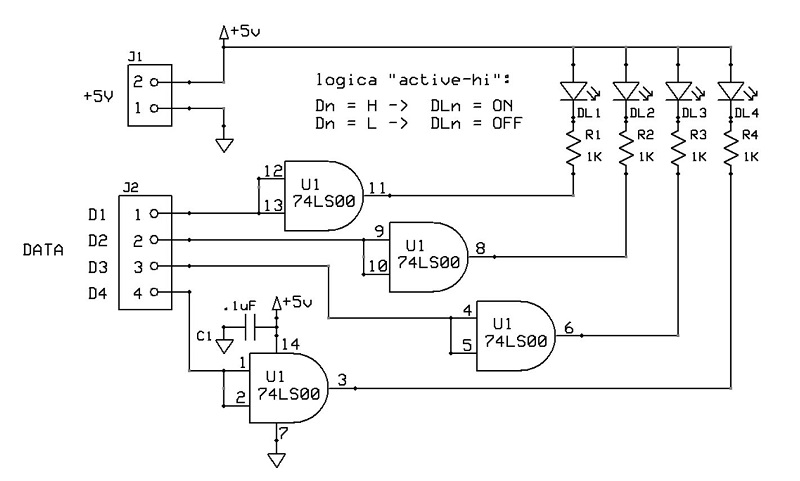 +5v
J1
+5V
2
1
logica "active-hi":
Dn = H -> DLn = ON
Dn = L -> DLn = OFF
DL1
DL2
DL3
DL4
R1
R2
R3
R4
1K
1K
1K
1K
12
13
U1
74LS00
11
J2
DATA
D1
1
D2
2
D3
3
D4
4
9
10
U1
74LS00
8
4
5
U1
74LS00
6
.1uF
+5v
C1
14
1
2
U1
74LS00
3
7